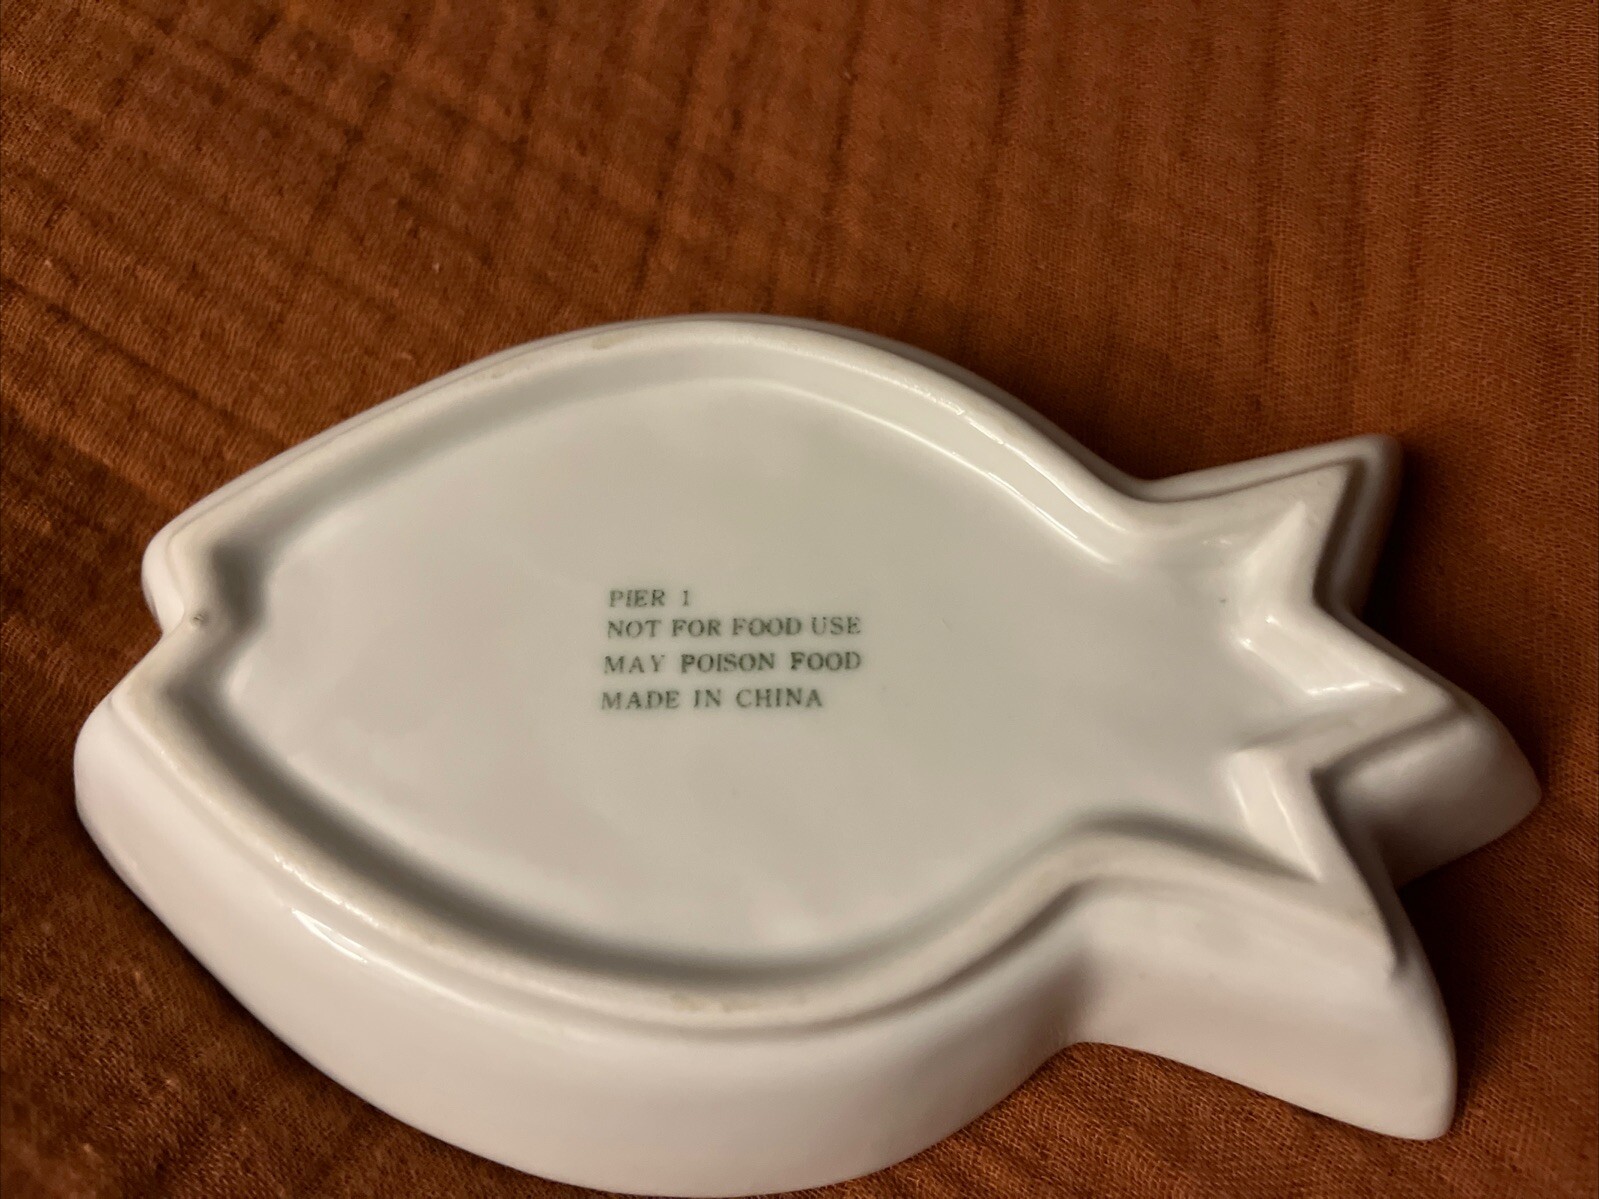 PIER 1
NOT FOR FOOD USE
MAY POISON FOOD
MADE IN CHINA